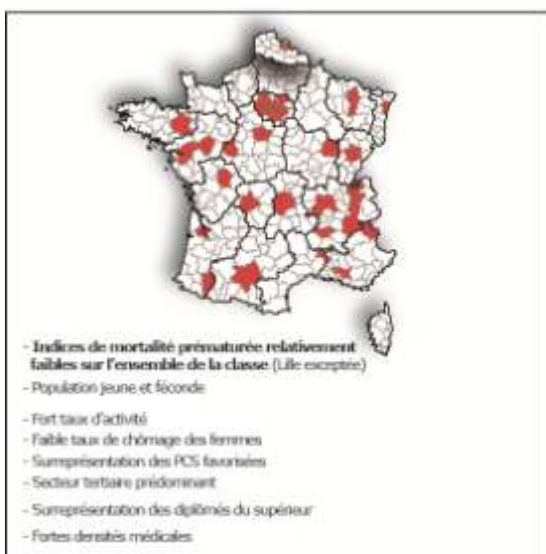 - Indices de mortalité prématurée relativement
faibles sur l'ensemble de la classe (Lille exceptée)
- Population jeune et féconde
- Fort taux d'activité
- Faible taux de chômage des femmes
- Surreprésentation des PCS favorisées
- Secteur tertiaire prédominant
- Surreprésentation des diplômés du supérieur
- Fortes densités médicales